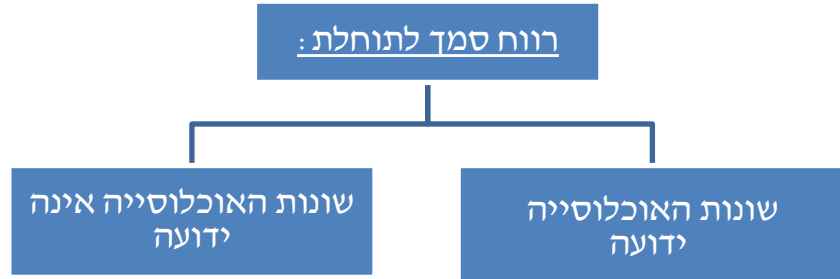 רווח סמך לתוחלת :
שונות האוכלוסייה
ידועה
שונות האוכלוסייה אינה
ידועה